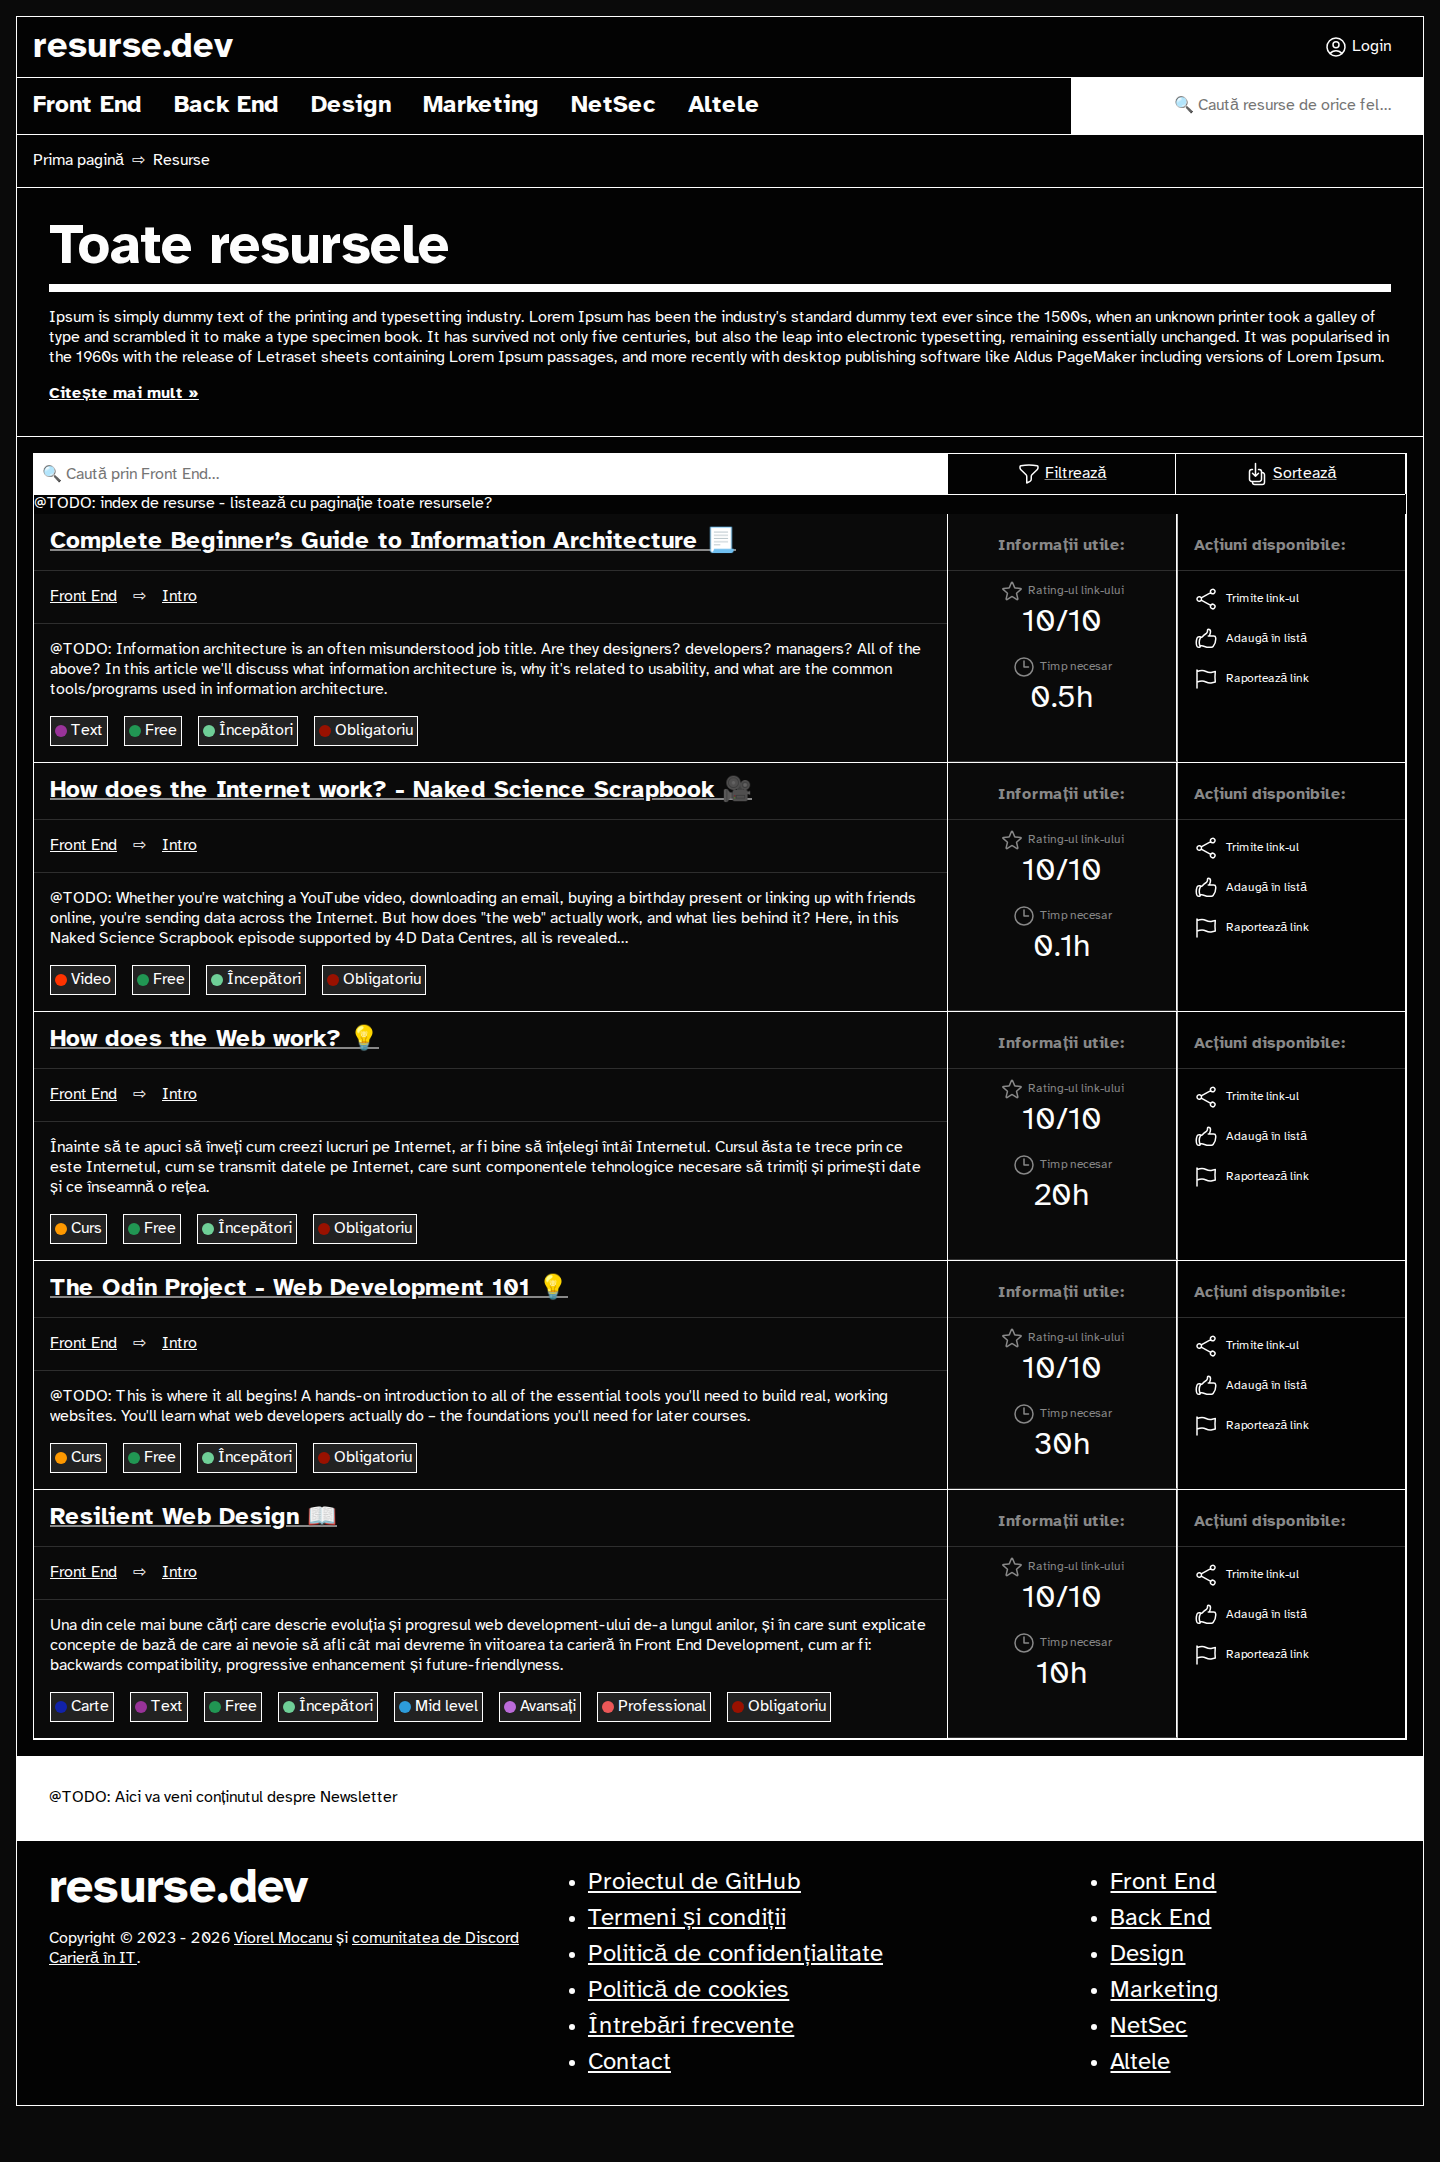 resurse.dev
Login
Front End Back End Design Marketing NetSec Altele
🔍 Caută resurse de orice fel...
Prima pagină ⇨ Resurse
Toate resursele
Ipsum is simply dummy text of the printing and typesetting industry. Lorem Ipsum has been the industry's standard dummy text ever since the 1500s, when an unknown printer took a galley of
type and scrambled it to make a type specimen book. It has survived not only five centuries, but also the leap into electronic typesetting, remaining essentially unchanged. It was popularised in
the 1960s with the release of Letraset sheets containing Lorem Ipsum passages, and more recently with desktop publishing software like Aldus PageMaker including versions of Lorem Ipsum.
Citește mai mult »
🔍 Caută prin Front End...
Filtrează
Sortează
@TODO: index de resurse - listează cu paginație toate resursele?
Complete Beginner's Guide to Information Architecture 📃
Front End ⇨ Intro
@TODO: Information architecture is an often misunderstood job title. Are they designers? developers? managers? All of the
above? In this article we'll discuss what information architecture is, why it's related to usability, and what are the common
tools/programs used in information architecture.
Text Free Începători Obligatoriu
Informații utile:
Rating-ul link-ului
10/10
Timp necesar
0.5h
Acțiuni disponibile:
Trimite link-ul
Adaugă în listă
Raportează link
How does the Internet work? - Naked Science Scrapbook 🎥
Front End ⇨ Intro
@TODO: Whether you're watching a YouTube video, downloading an email, buying a birthday present or linking up with friends
online, you're sending data across the Internet. But how does "the web" actually work, and what lies behind it? Here, in this
Naked Science Scrapbook episode supported by 4D Data Centres, all is revealed...
Video Free Începători Obligatoriu
Informații utile:
Rating-ul link-ului
10/10
Timp necesar
0.1h
Acțiuni disponibile:
Trimite link-ul
Adaugă în listă
Raportează link
How does the Web work? 💡
Front End ⇨ Intro
Înainte să te apuci să înveți cum creezi lucruri pe Internet, ar fi bine să înțelegi întâi Internetul. Cursul ăsta te trece prin ce
este Internetul, cum se transmit datele pe Internet, care sunt componentele tehnologice necesare să trimiți și primești date
și ce înseamnă o rețea.
Curs Free Începători Obligatoriu
Informații utile:
Rating-ul link-ului
10/10
Timp necesar
20h
Acțiuni disponibile:
Trimite link-ul
Adaugă în listă
Raportează link
The Odin Project - Web Development 101 💡
Front End ⇨ Intro
@TODO: This is where it all begins! A hands-on introduction to all of the essential tools you'll need to build real, working
websites. You'll learn what web developers actually do – the foundations you'll need for later courses.
Curs Free Începători Obligatoriu
Informații utile:
Rating-ul link-ului
10/10
Timp necesar
30h
Acțiuni disponibile:
Trimite link-ul
Adaugă în listă
Raportează link
Resilient Web Design 📖
Front End ⇨ Intro
Una din cele mai bune cărți care descrie evoluția și progresul web development-ului de-a lungul anilor, și în care sunt explicate
concepte de bază de care ai nevoie să afli cât mai devreme în viitoarea ta carieră în Front End Development, cum ar fi:
backwards compatibility, progressive enhancement și future-friendlyness.
Carte Text Free Începători Mid level Avansați Professional Obligatoriu
Informații utile:
Rating-ul link-ului
10/10
Timp necesar
10h
Acțiuni disponibile:
Trimite link-ul
Adaugă în listă
Raportează link
@TODO: Aici va veni conținutul despre Newsletter
resurse.dev
Copyright © 2023 - 2026 Viorel Mocanu și comunitatea de Discord
Carieră în IT.
• Proiectul de GitHub
• Termeni și condiții
• Politică de confidențialitate
• Politică de cookies
• Întrebări frecvente
• Contact
• Front End
• Back End
• Design
• Marketing
• NetSec
• Altele